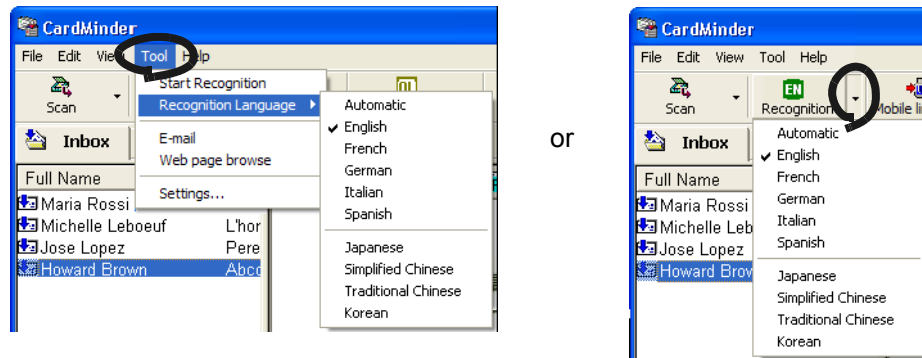 CardMinder
File Edit View Tool Help
Scan
Start Recognition
Recognition Language
E-mail
Web page browse
Settings...
Automatic
English
French
German
Italian
Spanish
Japanese
Simplified Chinese
Traditional Chinese
Korean
Inbox
Full Name
Maria Rossi
Michelle Leboeuf L'hor
Jose Lopez Pere
Howard Brown Abco
or
CardMinder
File Edit View Tool Help
Scan
EN
Recognition
Mobile li
Automatic
English
French
German
Italian
Spanish
Japanese
Simplified Chinese
Traditional Chinese
Korean
Inbox
Full Name
Maria Rossi
Michelle Leb
Jose Lopez
Howard Brov